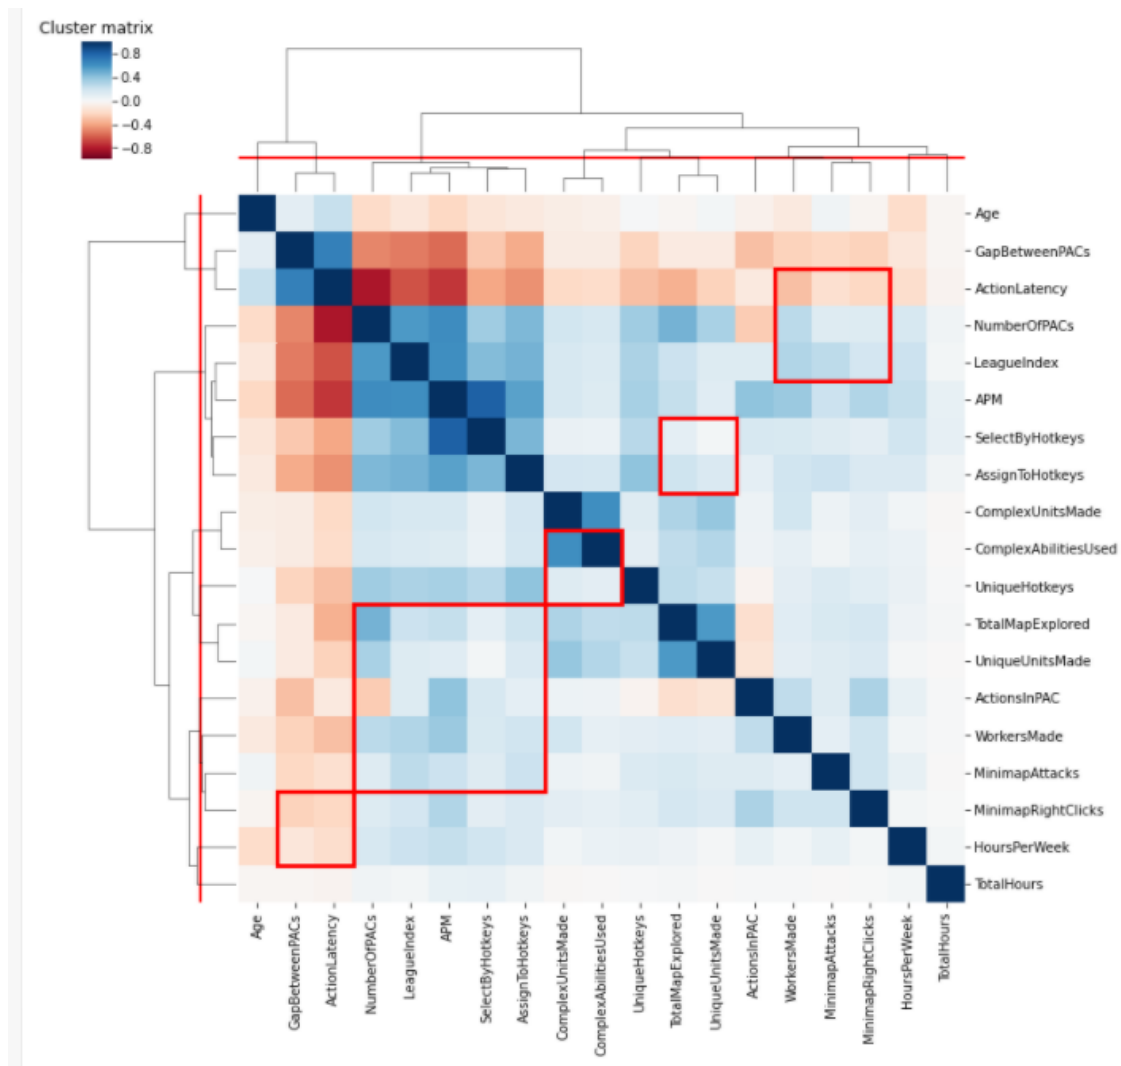 Cluster matrix
0.8
0.4
0.0
−0.4
−0.8
Age
GapBetweenPACs
ActionLatency
NumberOfPACs
LeagueIndex
APM
SelectByHotkeys
AssignToHotkeys
ComplexUnitsMade
ComplexAbilitiesUsed
UniqueHotkeys
TotalMapExplored
UniqueUnitsMade
ActionsInPAC
WorkersMade
MinimapAttacks
MinimapRightClicks
HoursPerWeek
TotalHours
Age
GapBetweenPACs
ActionLatency
NumberOfPACs
LeagueIndex
APM
SelectByHotkeys
AssignToHotkeys
ComplexUnitsMade
ComplexAbilitiesUsed
UniqueHotkeys
TotalMapExplored
UniqueUnitsMade
ActionsInPAC
WorkersMade
MinimapAttacks
MinimapRightClicks
HoursPerWeek
TotalHours